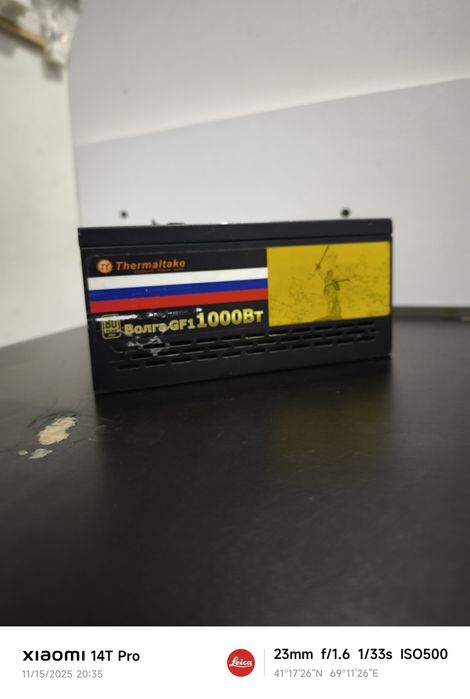 Thermaltake
Волга GF1 1000Вт
XIAOMI 14T Pro
11/15/2025 20:35
Leica
23mm f/1.6 1/33s ISO500
41°17'26"N 69°11'26"E